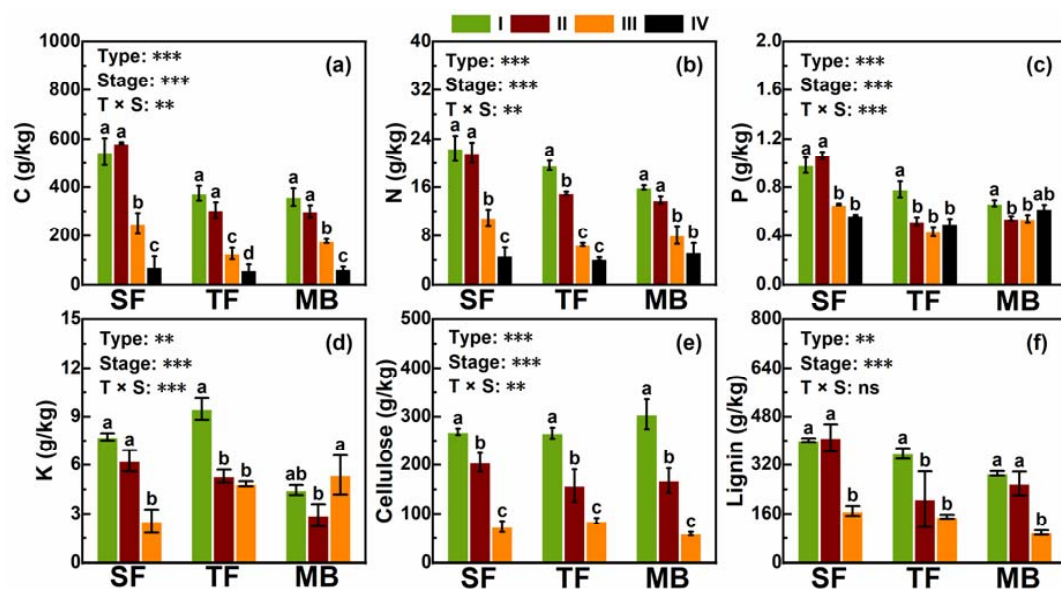 I II III IV
1000
800
600
400
200
0
C (g/kg)
Type: ***
Stage: ***
T × S: **
(a)
a a b c
a a c d
a a b c
SF TF MB
40
32
24
16
8
0
N (g/kg)
Type: ***
Stage: ***
T × S: **
(b)
a a b c
a b c c
a a b c
SF TF MB
2.0
1.6
1.2
0.8
0.4
0.0
P (g/kg)
Type: ***
Stage: ***
T × S: ***
(c)
a a b b
a b b b
a b b ab
SF TF MB
15
12
9
6
3
0
K (g/kg)
Type: **
Stage: ***
T × S: ***
(d)
a a b
a b b
ab b a
SF TF MB
500
400
300
200
100
0
Cellulose (g/kg)
Type: ***
Stage: ***
T × S: **
(e)
a b c
a b c
a b c
SF TF MB
800
640
480
320
160
0
Lignin (g/kg)
Type: **
Stage: ***
T × S: ns
(f)
a a b
a b b
a a b
SF TF MB